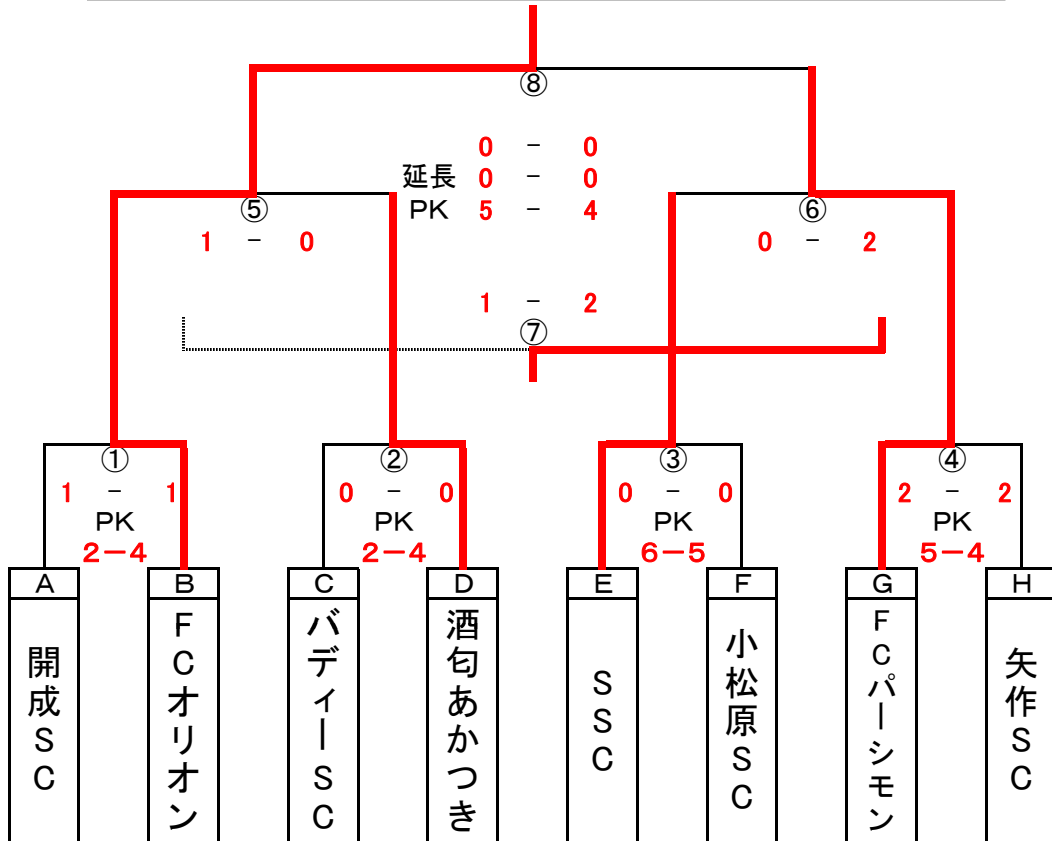 ⑧
0 - 0
延長 0 - 0
PK 5 - 4
⑤ ⑥
1 - 0 0 - 2
1 - 2
⑦
① ② ③ ④
1 - 1 0 - 0 0 - 0 2 - 2
PK PK PK PK
2-4 2-4 6-5 5-4
A B C D E F G H
開成SC
FCオリオン
バディーSC
酒匂あかつき
SSC
小松原SC
FCパーシモン
矢作SC